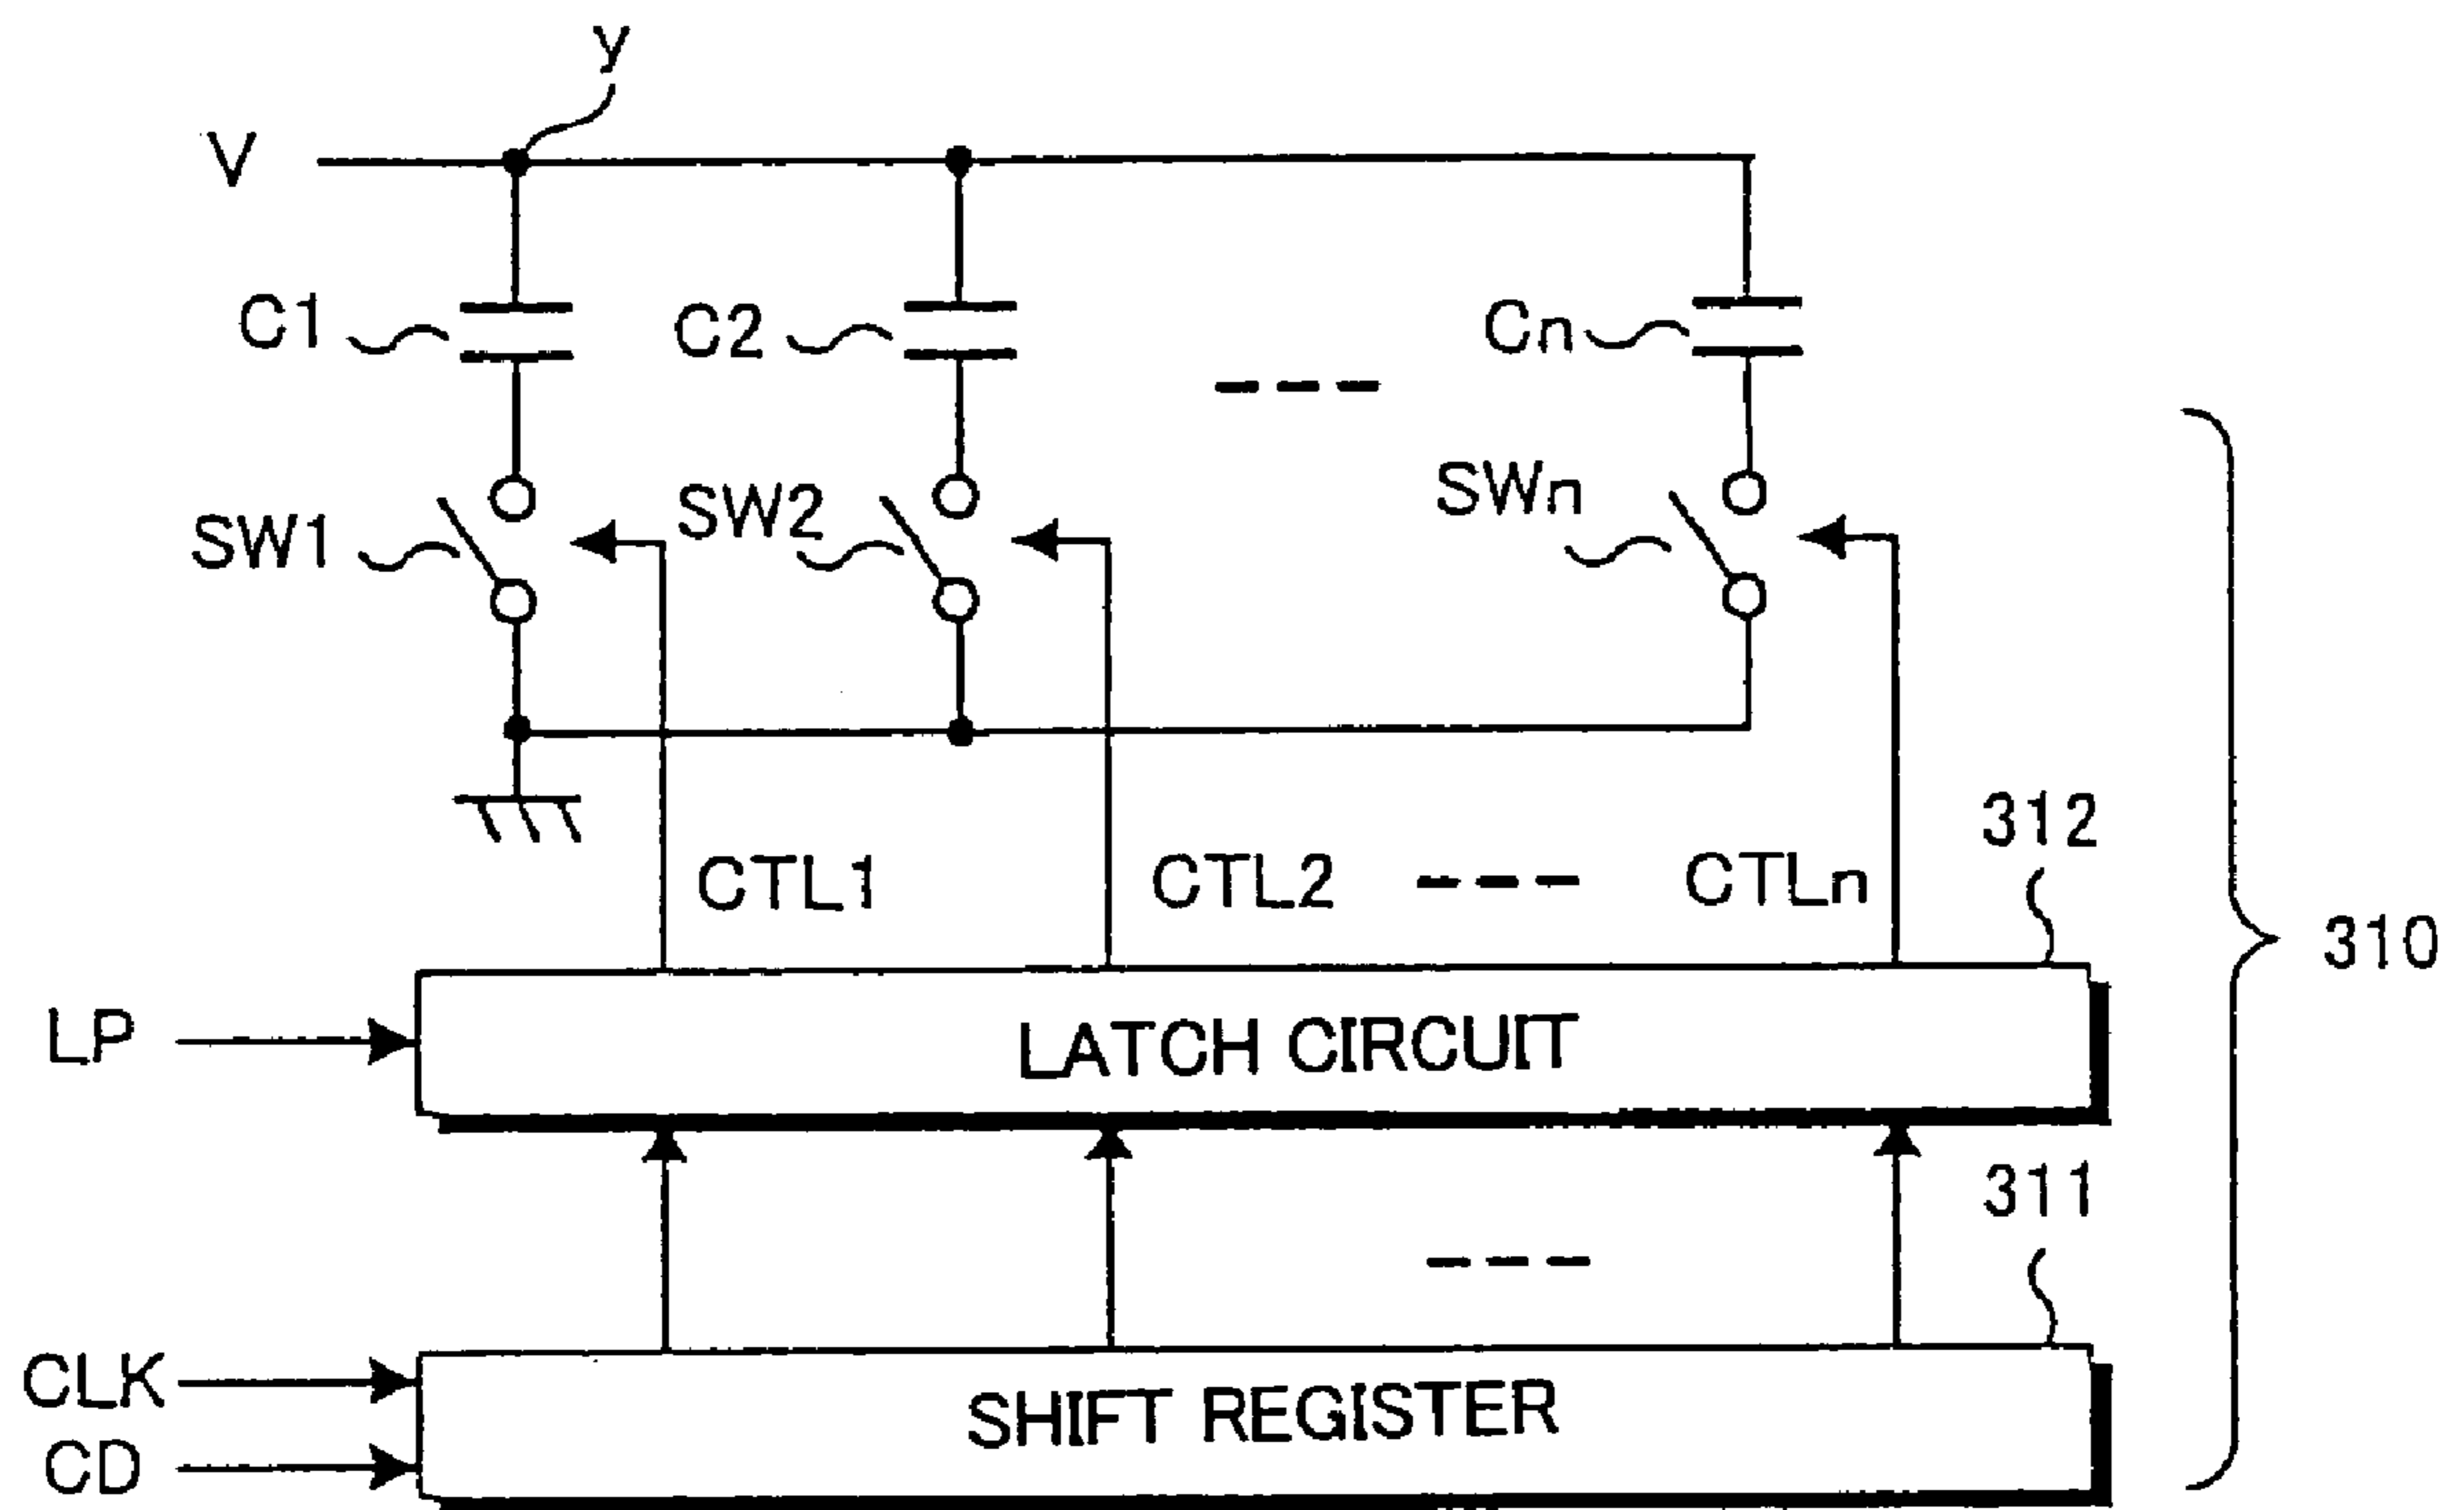 y
V
C1
C2
Cn
---
SW1
SW2
SWn
312
CTL1
CTL2
---
CTLn
310
LP
LATCH CIRCUIT
311
---
CLK
SHIFT REGISTER
CD